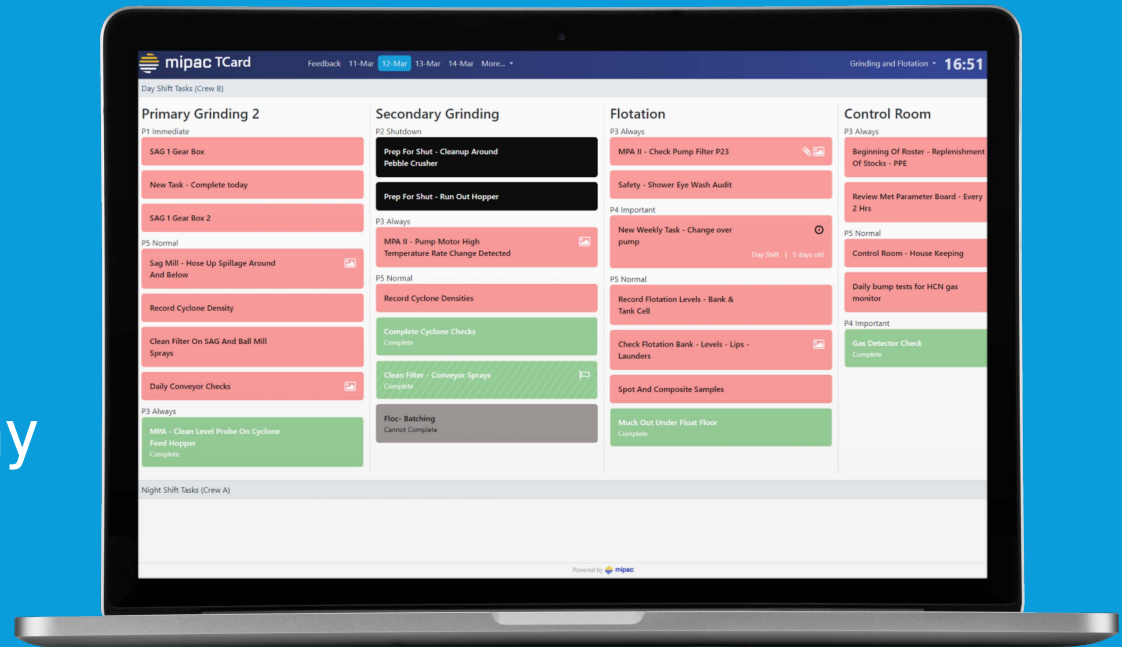 mipac TCard
Feedback 11-Mar 12-Mar 13-Mar 14-Mar More...
Grinding and Flotation 16:51
Day Shift Tasks (Crew B)
Primary Grinding 2
P1 Immediate
SAG 1 Gear Box
New Task - Complete today
SAG 1 Gear Box 2
P5 Normal
Sag Mill - Hose Up Spillage Around
And Below
Record Cyclone Density
Clean Filter On SAG And Ball Mill
Sprays
Daily Conveyor Checks
P3 Always
MPA - Clean Level Probe On Cyclone
Feed Hopper
Complete
Secondary Grinding
P2 Shutdown
Prep For Shut - Cleanup Around
Pebble Crusher
Prep For Shut - Run Out Hopper
P3 Always
MPA II - Pump Motor High
Temperature Rate Change Detected
P5 Normal
Record Cyclone Densities
Complete Cyclone Checks
Complete
Clean Filter - Conveyor Sprays
Complete
Floc- Batching
Cannot Complete
Flotation
P3 Always
MPA II - Check Pump Filter P23
Safety - Shower Eye Wash Audit
P4 Important
New Weekly Task - Change over
pump
Day Shift | 5 days old
P5 Normal
Record Flotation Levels - Bank &
Tank Cell
Check Flotation Bank - Levels - Lips -
Launders
Spot And Composite Samples
Muck Out Under Float Floor
Complete
Control Room
P3 Always
Beginning Of Roster - Replenishment
Of Stocks - PPE
Review Met Parameter Board - Every
2 Hrs
P5 Normal
Control Room - House Keeping
Daily bump tests for HCN gas
monitor
P4 Important
Gas Detector Check
Complete
Night Shift Tasks (Crew A)
Powered by mipac